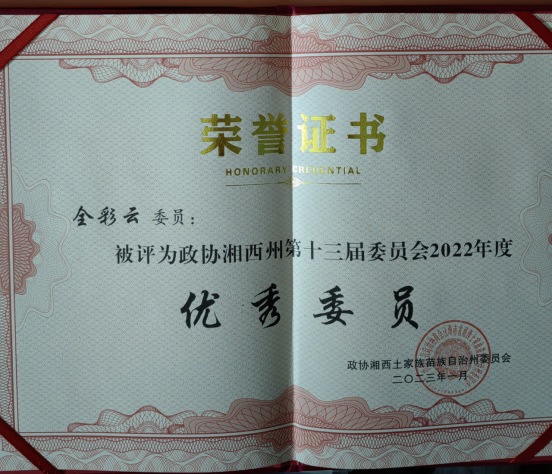 荣誉证书
HONORARY CREDENTIAL
全彩云 委员：
被评为政协湘西州第十三届委员会2022年度
优秀委员
政协湘西土家族苗族自治州委员会
二〇二三年一月